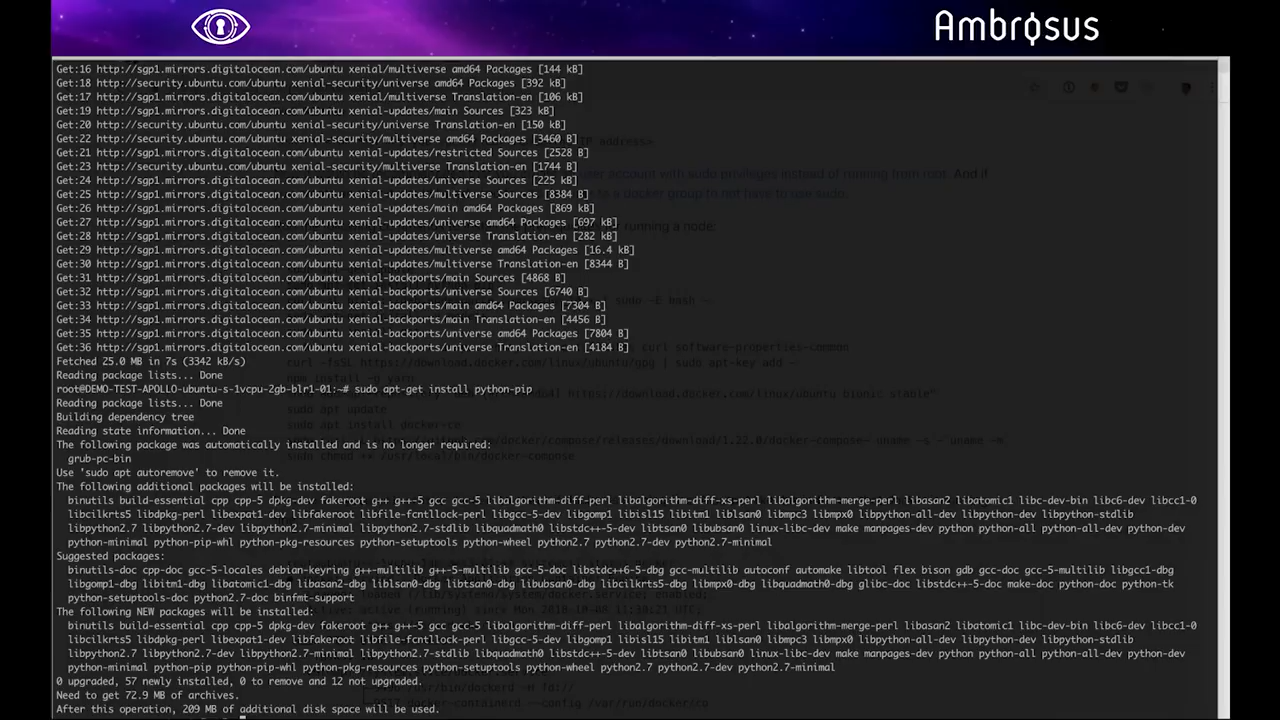 Ambrosus
Get:16 http://sgp1.mirrors.digitalocean.com/ubuntu xenial/multiverse amd64 Packages [144 kB]
Get:18 http://security.ubuntu.com/ubuntu xenial-security/universe amd64 Packages [392 kB]
Get:17 http://sgp1.mirrors.digitalocean.com/ubuntu xenial/multiverse Translation-en [106 kB]
Get:19 http://sgp1.mirrors.digitalocean.com/ubuntu xenial-updates/main Sources [323 kB]
Get:20 http://security.ubuntu.com/ubuntu xenial-security/universe Translation-en [150 kB]
Get:22 http://security.ubuntu.com/ubuntu xenial-security/multiverse amd64 Packages [3460 B]
Get:21 http://sgp1.mirrors.digitalocean.com/ubuntu xenial-updates/restricted Sources [2528 B]
Get:23 http://security.ubuntu.com/ubuntu xenial-security/multiverse Translation-en [1744 B]
Get:24 http://sgp1.mirrors.digitalocean.com/ubuntu xenial-updates/universe Sources [225 kB]
Get:25 http://sgp1.mirrors.digitalocean.com/ubuntu xenial-updates/multiverse Sources [8384 B]
Get:26 http://sgp1.mirrors.digitalocean.com/ubuntu xenial-updates/main amd64 Packages [869 kB]
Get:27 http://sgp1.mirrors.digitalocean.com/ubuntu xenial-updates/universe amd64 Packages [697 kB]
Get:28 http://sgp1.mirrors.digitalocean.com/ubuntu xenial-updates/universe Translation-en [282 kB]
Get:29 http://sgp1.mirrors.digitalocean.com/ubuntu xenial-updates/multiverse amd64 Packages [16.4 kB]
Get:30 http://sgp1.mirrors.digitalocean.com/ubuntu xenial-updates/multiverse Translation-en [8344 B]
Get:31 http://sgp1.mirrors.digitalocean.com/ubuntu xenial-backports/main Sources [4868 B]
Get:32 http://sgp1.mirrors.digitalocean.com/ubuntu xenial-backports/universe Sources [6740 B]
Get:33 http://sgp1.mirrors.digitalocean.com/ubuntu xenial-backports/main amd64 Packages [7304 B]
Get:34 http://sgp1.mirrors.digitalocean.com/ubuntu xenial-backports/main Translation-en [4456 B]
Get:35 http://sgp1.mirrors.digitalocean.com/ubuntu xenial-backports/universe amd64 Packages [7804 B]
Get:36 http://sgp1.mirrors.digitalocean.com/ubuntu xenial-backports/universe Translation-en [4184 B]
Fetched 25.0 MB in 7s (3342 kB/s)
Reading package lists... Done
root@DEMO-TEST-APOLLO-ubuntu-s-1vcpu-2gb-blr1-01:~# sudo apt-get install python-pip
Reading package lists... Done
Building dependency tree
Reading state information... Done
The following package was automatically installed and is no longer required:
grub-pc-bin
Use 'sudo apt autoremove' to remove it.
The following additional packages will be installed:
binutils build-essential cpp cpp-5 dpkg-dev fakeroot g++ g++-5 gcc gcc-5 libalgorithm-diff-perl libalgorithm-diff-xs-perl libalgorithm-merge-perl libasan2 libatomic1 libc-dev-bin libc6-dev libcc1-0
libcilkrts5 libdpkg-perl libexpat1-dev libfakeroot libfile-fcntllock-perl libgcc-5-dev libgomp1 libisl15 libitm1 liblsan0 libmpc3 libmpx0 libpython-all-dev libpython-dev libpython-stdlib
libpython2.7 libpython2.7-dev libpython2.7-minimal libpython2.7-stdlib libquadmath0 libstdc++-5-dev libtsan0 libubsan0 linux-libc-dev make manpages-dev python python-all python-all-dev python-dev
python-minimal python-pip-whl python-pkg-resources python-setuptools python-wheel python2.7 python2.7-dev python2.7-minimal
Suggested packages:
binutils-doc cpp-doc gcc-5-locales debian-keyring g++-multilib g++-5-multilib gcc-5-doc libstdc++6-5-dbg gcc-multilib autoconf automake libtool flex bison gdb gcc-doc gcc-5-multilib libgcc1-dbg
libgomp1-dbg libitm1-dbg libatomic1-dbg libasan2-dbg liblsan0-dbg libtsan0-dbg libubsan0-dbg libcilkrts5-dbg libmpx0-dbg libquadmath0-dbg glibc-doc libstdc++-5-doc make-doc python-doc python-tk
python-setuptools-doc python2.7-doc binfmt-support
The following NEW packages will be installed:
binutils build-essential cpp cpp-5 dpkg-dev fakeroot g++ g++-5 gcc gcc-5 libalgorithm-diff-perl libalgorithm-diff-xs-perl libalgorithm-merge-perl libasan2 libatomic1 libc-dev-bin libc6-dev libcc1-0
libcilkrts5 libdpkg-perl libexpat1-dev libfakeroot libfile-fcntllock-perl libgcc-5-dev libgomp1 libisl15 libitm1 liblsan0 libmpc3 libmpx0 libpython-all-dev libpython-dev libpython-stdlib
libpython2.7 libpython2.7-dev libpython2.7-minimal libpython2.7-stdlib libquadmath0 libstdc++-5-dev libtsan0 libubsan0 linux-libc-dev make manpages-dev python python-all python-all-dev python-dev
python-minimal python-pip python-pip-whl python-pkg-resources python-setuptools python-wheel python2.7 python2.7-dev python2.7-minimal
0 upgraded, 57 newly installed, 0 to remove and 12 not upgraded.
Need to get 72.9 MB of archives.
After this operation, 209 MB of additional disk space will be used.